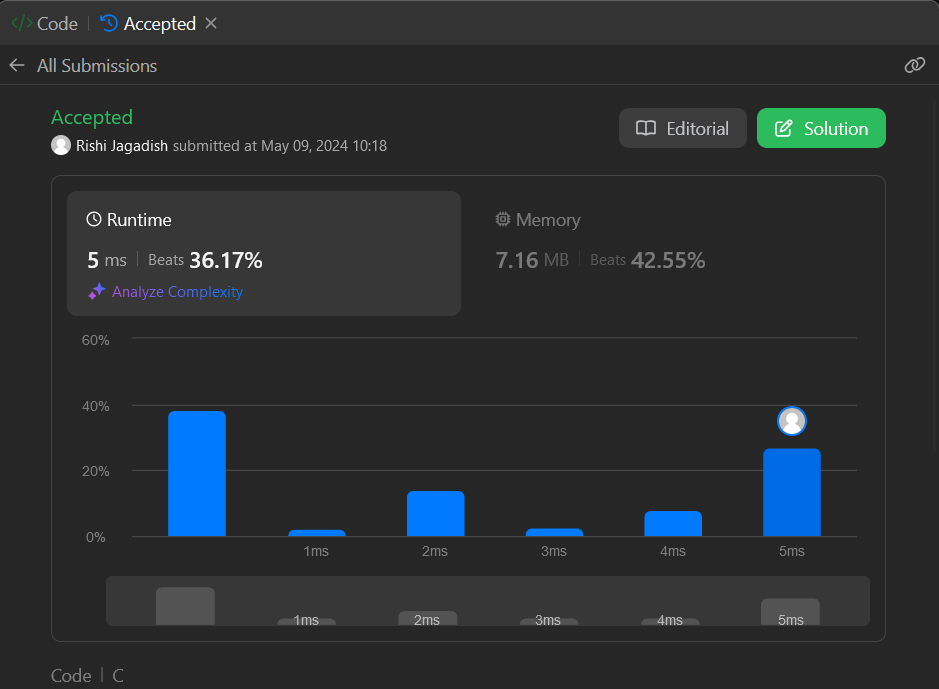 Code | Accepted
All Submissions
Accepted
Editorial
Solution
Rishi Jagadish submitted at May 09, 2024 10:18
Runtime
5 ms | Beats 36.17%
Analyze Complexity
Memory
7.16 MB | Beats 42.55%
60%
40%
20%
0%
1ms 2ms 3ms 4ms 5ms
1ms 2ms 3ms 4ms 5ms
Code | C